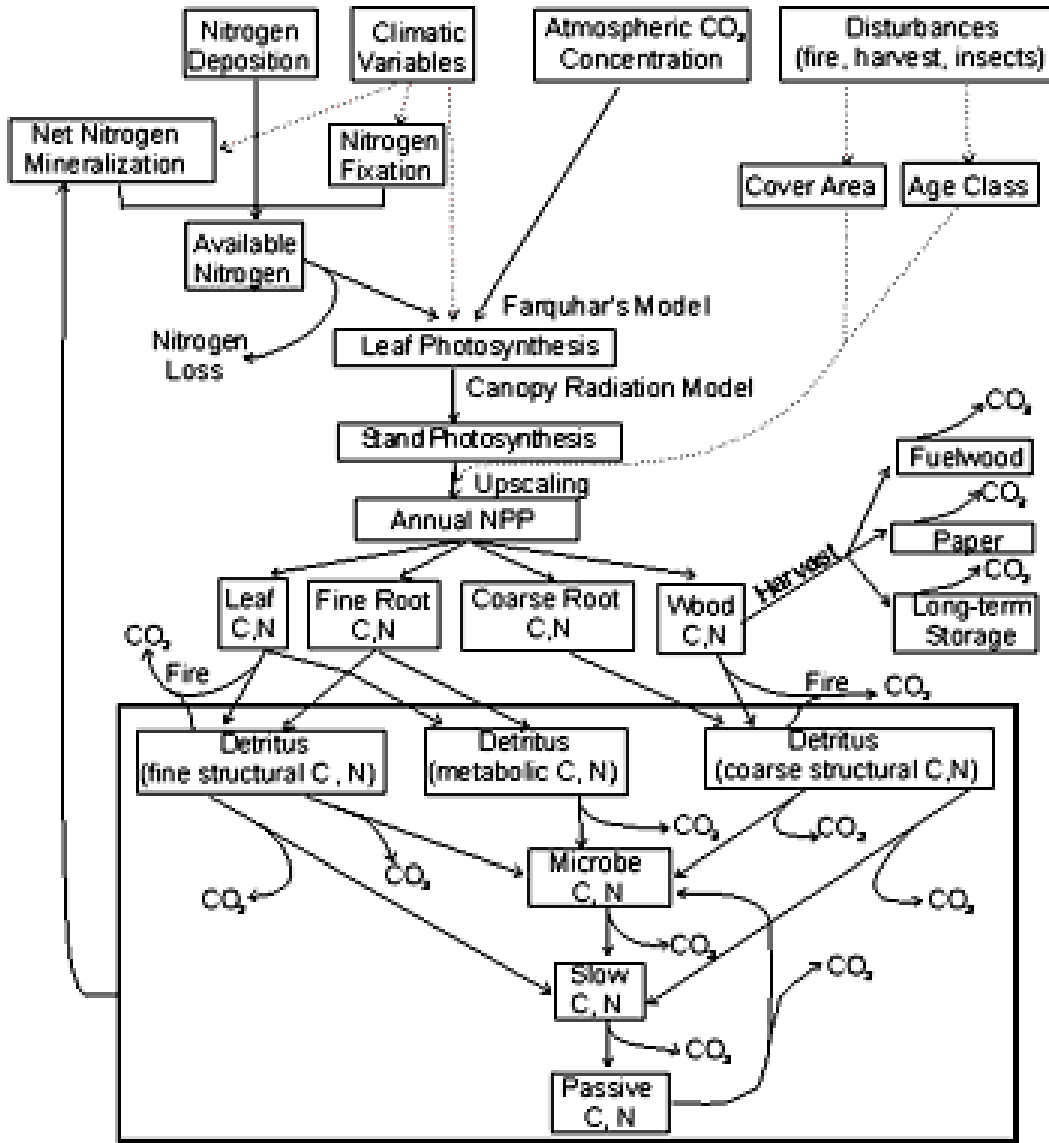 Nitrogen
Deposition
Climatic
Variables
Atmospheric CO₂
Concentration
Disturbances
(fire, harvest, insects)
Net Nitrogen
Mineralization
Nitrogen
Fixation
Cover Area
Age Class
Available
Nitrogen
Farquhar's Model
Nitrogen
Loss
Leaf Photosynthesis
Canopy Radiation Model
Stand Photosynthesis
CO₂
Fuelwood
Upscaling
CO₂
Annual NPP
Paper
Harvest
CO₂
Leaf
C,N
Fine Root
C,N
Coarse Root
C,N
Wood
C,N
Long-term
Storage
CO₂
Fire
Fire
CO₂
Detritus
(fine structural C , N)
Detritus
(metabolic C, N)
Detritus
(coarse structural C,N)
CO₂
CO₂
CO₂
CO₂
CO₂
Microbe
C, N
CO₂
CO₂
Slow
C, N
CO₂
Passive
C, N